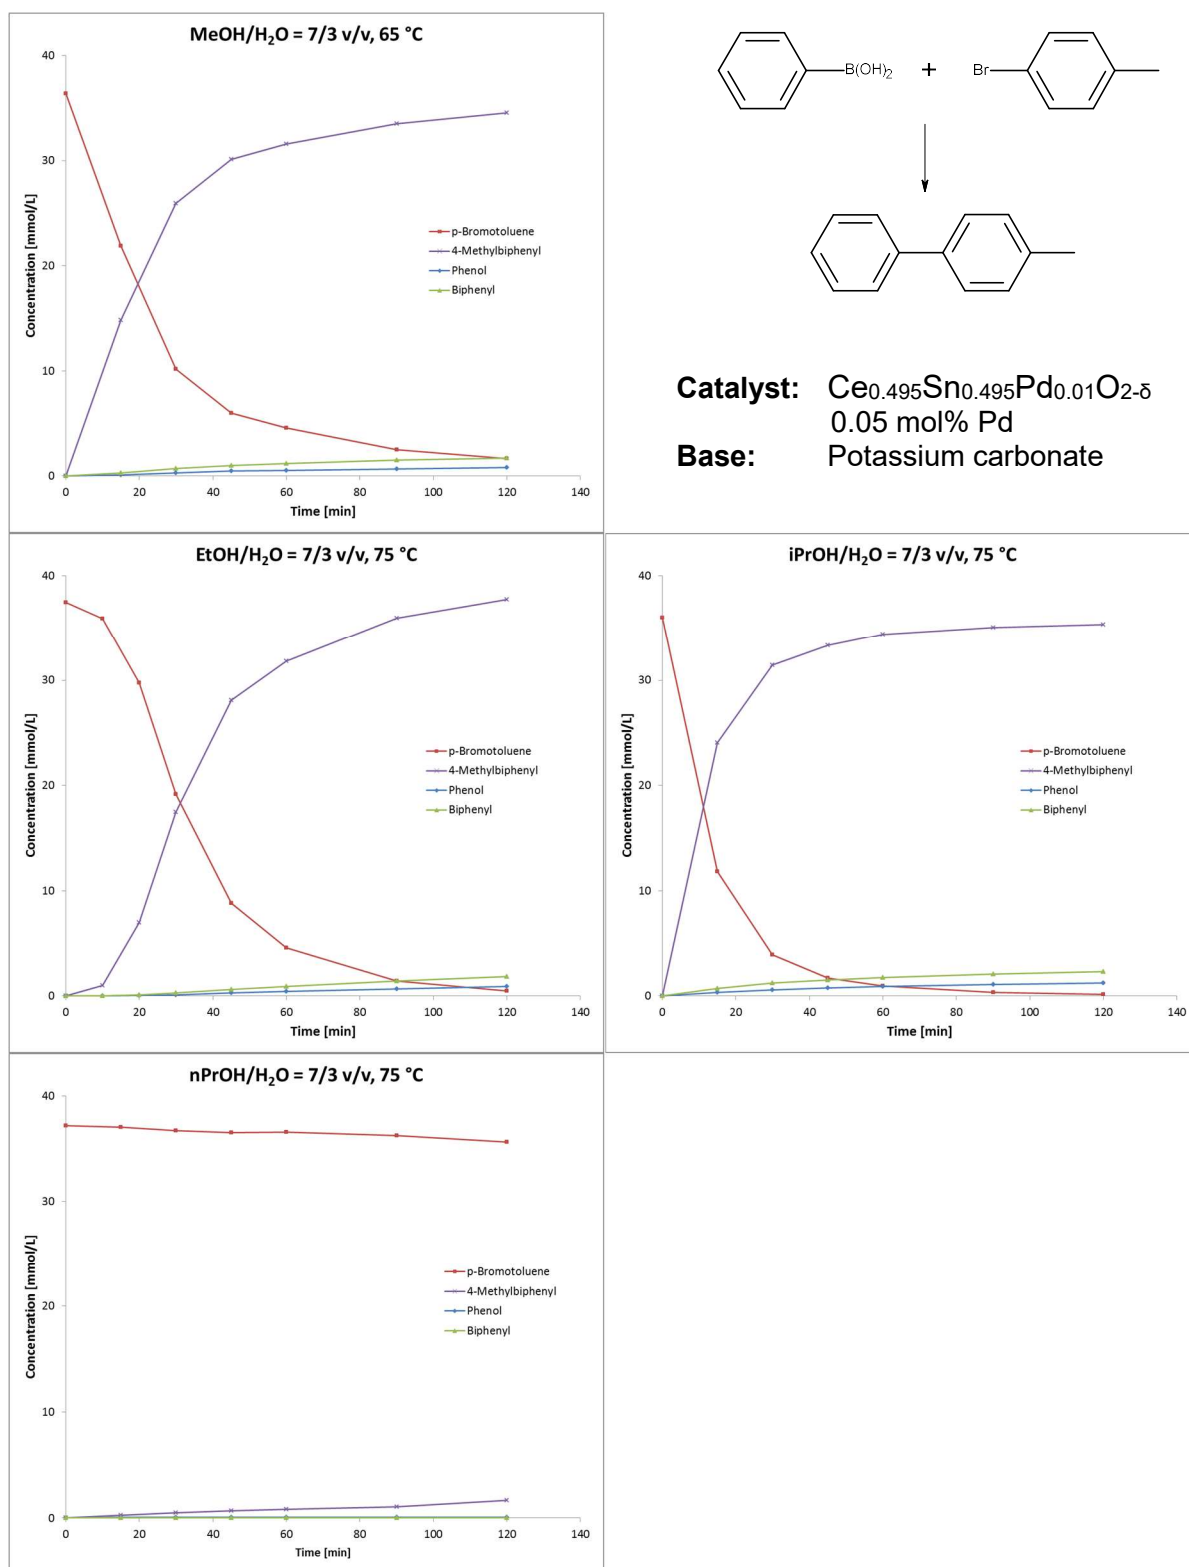 MeOH/H₂O = 7/3 v/v, 65 °C
40
30
20
10
0
Concentration [mmol/L]
p-Bromotoluene
4-Methylbiphenyl
Phenol
Biphenyl
0 20 40 60 80 100 120 140
Time [min]
B(OH)₂ + Br
Catalyst: Ce₀.₄₉₅Sn₀.₄₉₅Pd₀.₀₁O₂₋δ
0.05 mol% Pd
Base: Potassium carbonate
EtOH/H₂O = 7/3 v/v, 75 °C
40
30
20
10
0
Concentration [mmol/L]
p-Bromotoluene
4-Methylbiphenyl
Phenol
Biphenyl
0 20 40 60 80 100 120 140
Time [min]
iPrOH/H₂O = 7/3 v/v, 75 °C
40
30
20
10
0
Concentration [mmol/L]
p-Bromotoluene
4-Methylbiphenyl
Phenol
Biphenyl
0 20 40 60 80 100 120 140
Time [min]
nPrOH/H₂O = 7/3 v/v, 75 °C
40
30
20
10
0
Concentration [mmol/L]
p-Bromotoluene
4-Methylbiphenyl
Phenol
Biphenyl
0 20 40 60 80 100 120 140
Time [min]